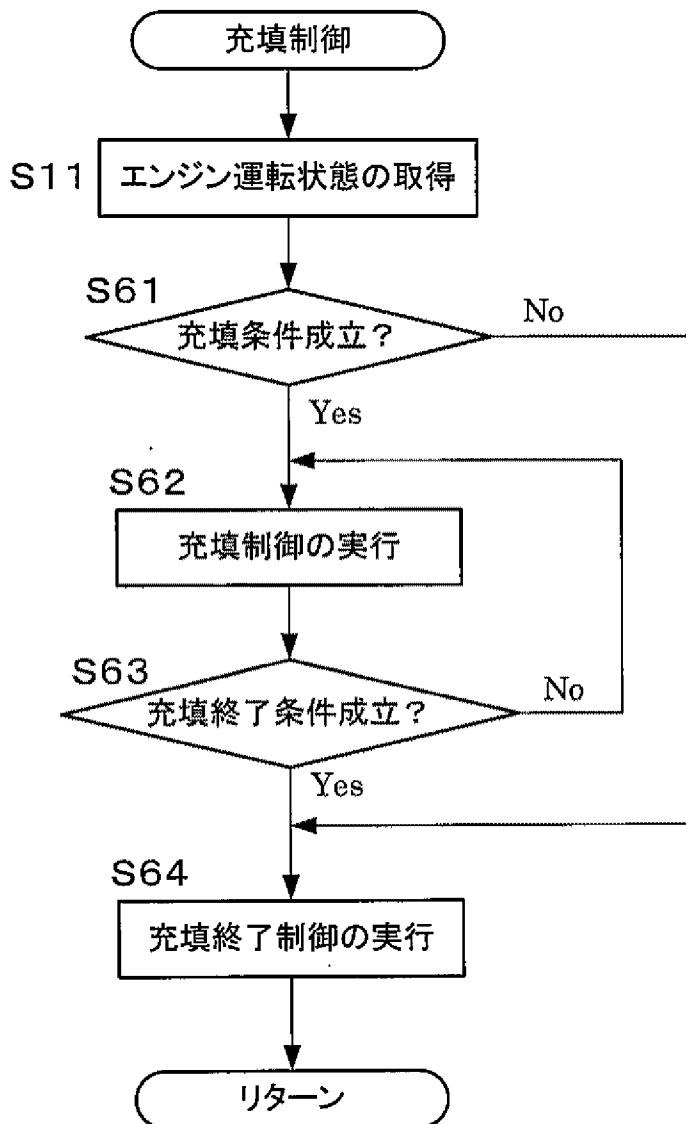 充填制御
S11
エンジン運転状態の取得
S61
充填条件成立?
No
Yes
S62
充填制御の実行
S63
充填終了条件成立?
No
Yes
S64
充填終了制御の実行
リターン